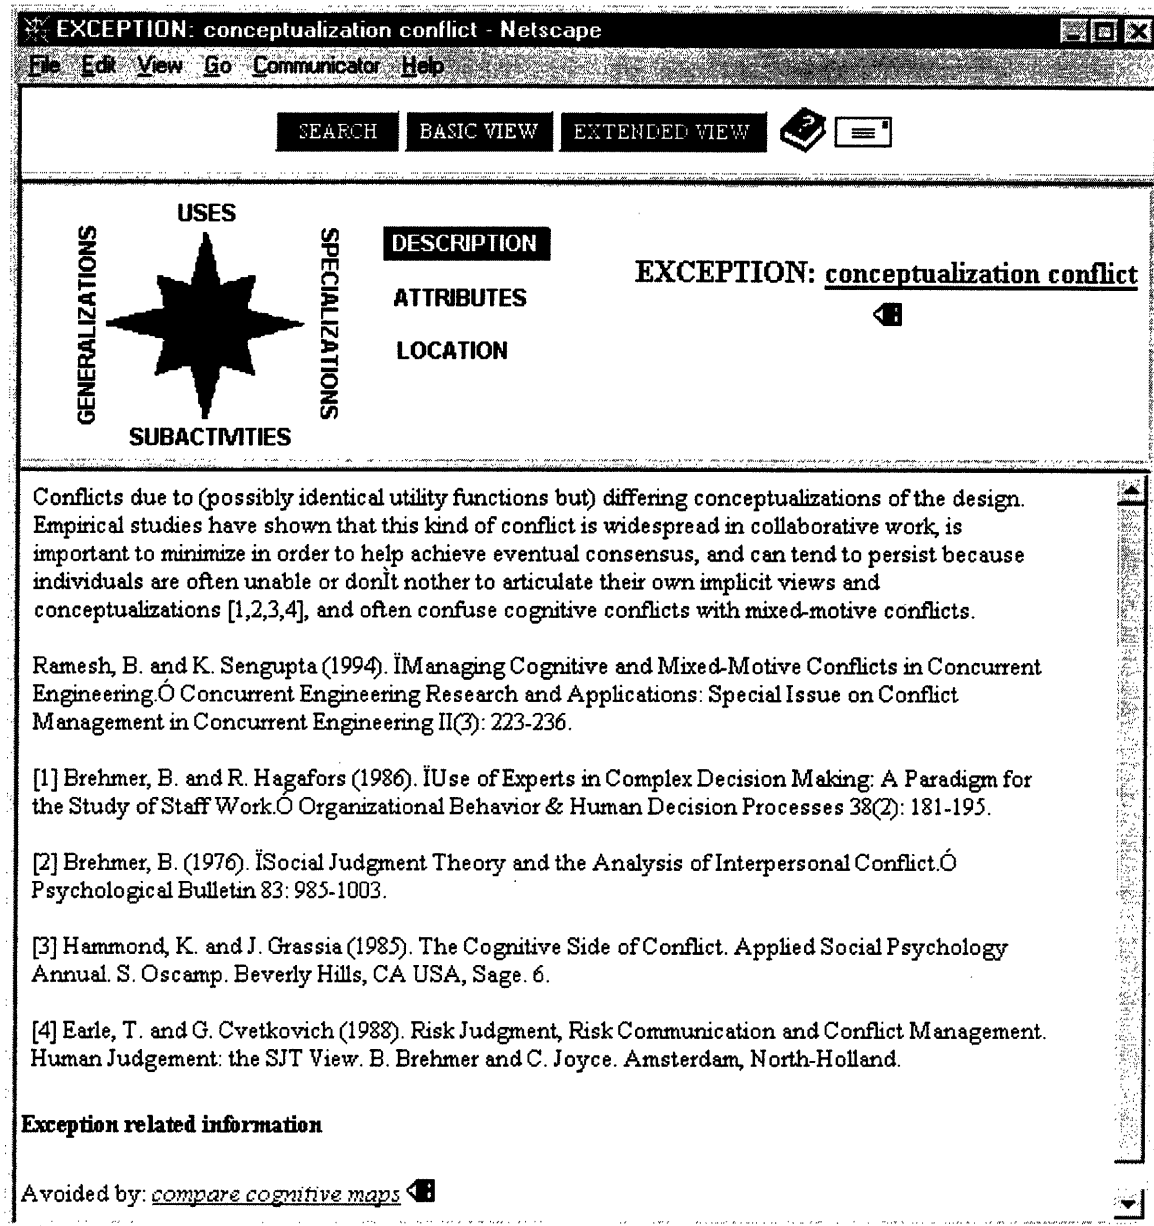 EXCEPTION: conceptualization conflict - Netscape
File Edit View Go Communicator Help
SEARCH BASIC VIEW EXTENDED VIEW
USES
GENERALIZATIONS
SPECIALIZATIONS
SUBACTIVITIES
DESCRIPTION
ATTRIBUTES
LOCATION
EXCEPTION: conceptualization conflict
Conflicts due to (possibly identical utility functions but) differing conceptualizations of the design.
Empirical studies have shown that this kind of conflict is widespread in collaborative work, is
important to minimize in order to help achieve eventual consensus, and can tend to persist because
individuals are often unable or donÌt nother to articulate their own implicit views and
conceptualizations [1,2,3,4], and often confuse cognitive conflicts with mixed-motive conflicts.
Ramesh, B. and K. Sengupta (1994). ÏManaging Cognitive and Mixed-Motive Conflicts in Concurrent
Engineering.Ó Concurrent Engineering Research and Applications: Special Issue on Conflict
Management in Concurrent Engineering II(3): 223-236.
[1] Brehmer, B. and R. Hagafors (1986). ÏUse of Experts in Complex Decision Making: A Paradigm for
the Study of Staff Work.Ó Organizational Behavior & Human Decision Processes 38(2): 181-195.
[2] Brehmer, B. (1976). ÏSocial Judgment Theory and the Analysis of Interpersonal Conflict.Ó
Psychological Bulletin 83: 985-1003.
[3] Hammond, K. and J. Grassia (1985). The Cognitive Side of Conflict. Applied Social Psychology
Annual. S. Oscamp. Beverly Hills, CA USA, Sage. 6.
[4] Earle, T. and G. Cvetkovich (1988). Risk Judgment, Risk Communication and Conflict Management.
Human Judgement: the SJT View. B. Brehmer and C. Joyce. Amsterdam, North-Holland.
Exception related information
Avoided by: compare cognitive maps